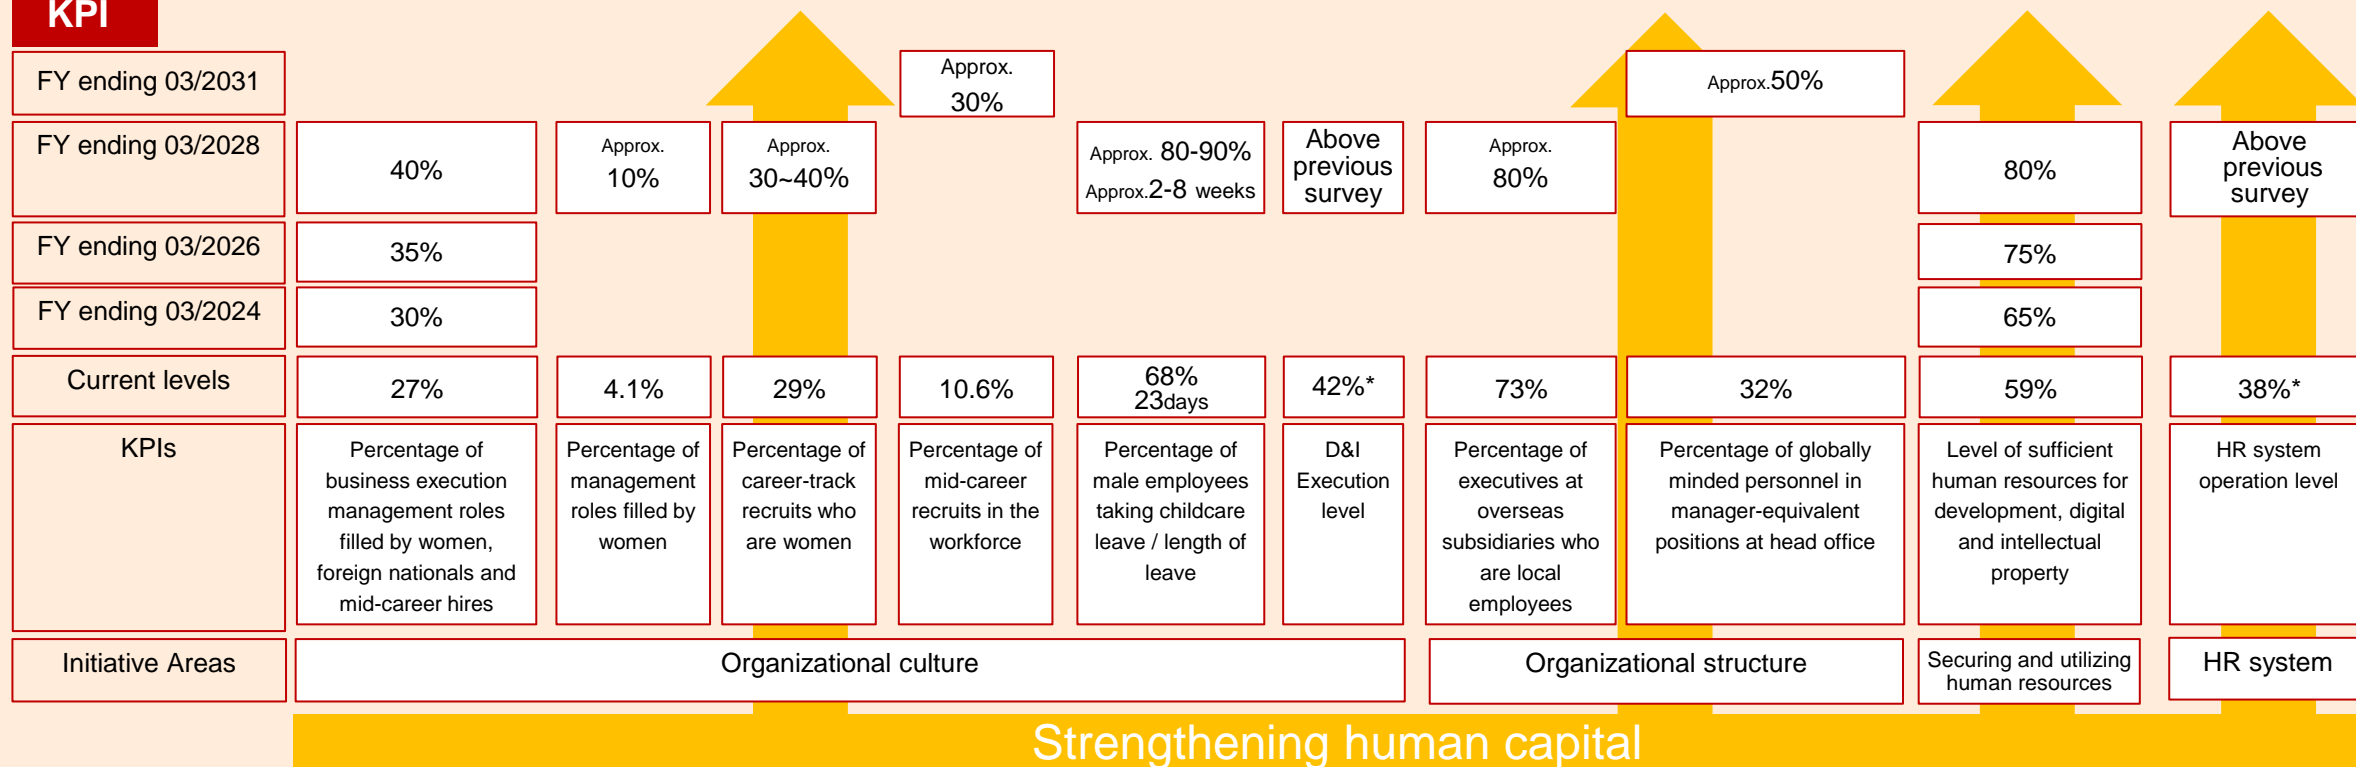 KPI
FY ending 03/2031
Approx.
30%
Approx.50%
FY ending 03/2028
40%
Approx.
10%
Approx.
30~40%
Approx. 80-90%
Approx.2-8 weeks
Above
previous
survey
Approx.
80%
80%
Above
previous
survey
FY ending 03/2026
35%
75%
FY ending 03/2024
30%
65%
Current levels
27%
4.1%
29%
10.6%
68%
23days
42%*
73%
32%
59%
38%*
KPIs
Percentage of
business execution
management roles
filled by women,
foreign nationals and
mid-career hires
Percentage of
management
roles filled by
women
Percentage of
career-track
recruits who
are women
Percentage of
mid-career
recruits in the
workforce
Percentage of
male employees
taking childcare
leave / length of
leave
D&I
Execution
level
Percentage of
executives at
overseas
subsidiaries who
are local
employees
Percentage of globally
minded personnel in
manager-equivalent
positions at head office
Level of sufficient
human resources for
development, digital
and intellectual
property
HR system
operation level
Initiative Areas
Organizational culture
Organizational structure
Securing and utilizing
human resources
HR system
Strengthening human capital